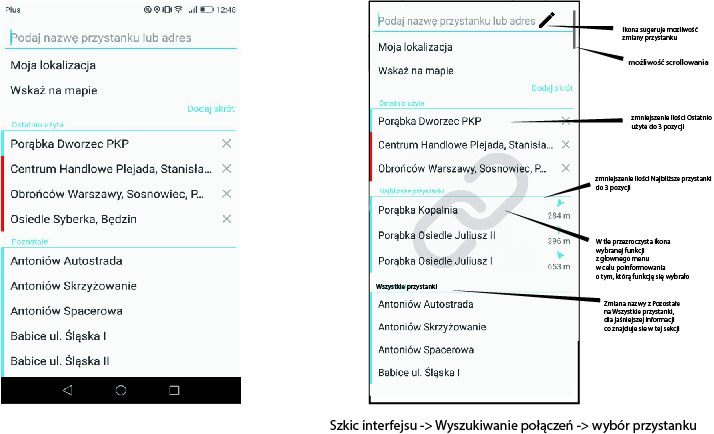 Plus 12:48
Podaj nazwę przystanku lub adres
Moja lokalizacja
Wskaż na mapie
Dodaj skrót
Ostatnio użyte
Porąbka Dworzec PKP
Centrum Handlowe Plejada, Stanisła...
Obrońców Warszawy, Sosnowiec, P...
Osiedle Syberka, Będzin
Pozostałe
Antoniów Autostrada
Antoniów Skrzyżowanie
Antoniów Spacerowa
Babice ul. Śląska I
Babice ul. Śląska II
Podaj nazwę przystanku lub adres
Moja lokalizacja
Wskaż na mapie
Dodaj skrót
Ostatnio użyte
Porąbka Dworzec PKP
Centrum Handlowe Plejada, Stanisła...
Obrońców Warszawy, Sosnowiec, P...
Najbliższe przystanki
Porąbka Kopalnia
284 m
Porąbka Osiedle Juliusz II
396 m
Porąbka Osiedle Juliusz I
653 m
Wszystkie przystanki
Antoniów Autostrada
Antoniów Skrzyżowanie
Antoniów Spacerowa
Babice ul. Śląska I
Ikona sugeruje możliwość
zmiany przystanku
możliwość scrollowania
zmniejszenie ilości Ostatnio
użyte do 3 pozycji
zmniejszenie ilości Najbliższe przystanki
do 3 pozycji
W tle przezroczysta ikona
wybranej funkcji
z głownego menu
w celu poinformowania
o tym, którą funkcję się wybrało
Zmiana nazwy z Pozostałe
na Wszystkie przystanki,
dla jaśniejszej informacji
co znajduje sie w tej sekcji
Szkic interfejsu -> Wyszukiwanie połączeń -> wybór przystanku